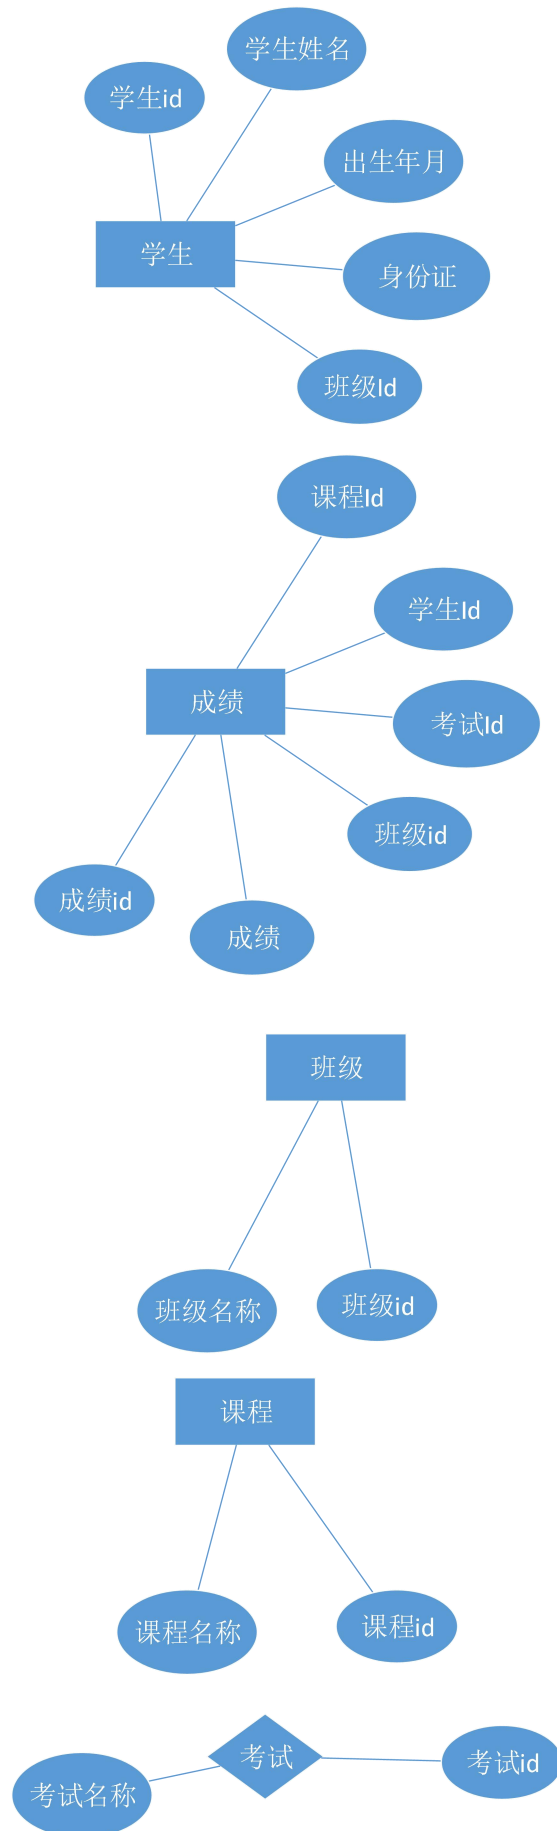 学生姓名
学生id
出生年月
学生
身份证
班级Id
课程Id
学生Id
成绩
考试Id
班级id
成绩id
成绩
班级
班级名称
班级id
课程
课程名称
课程id
考试
考试id
考试名称